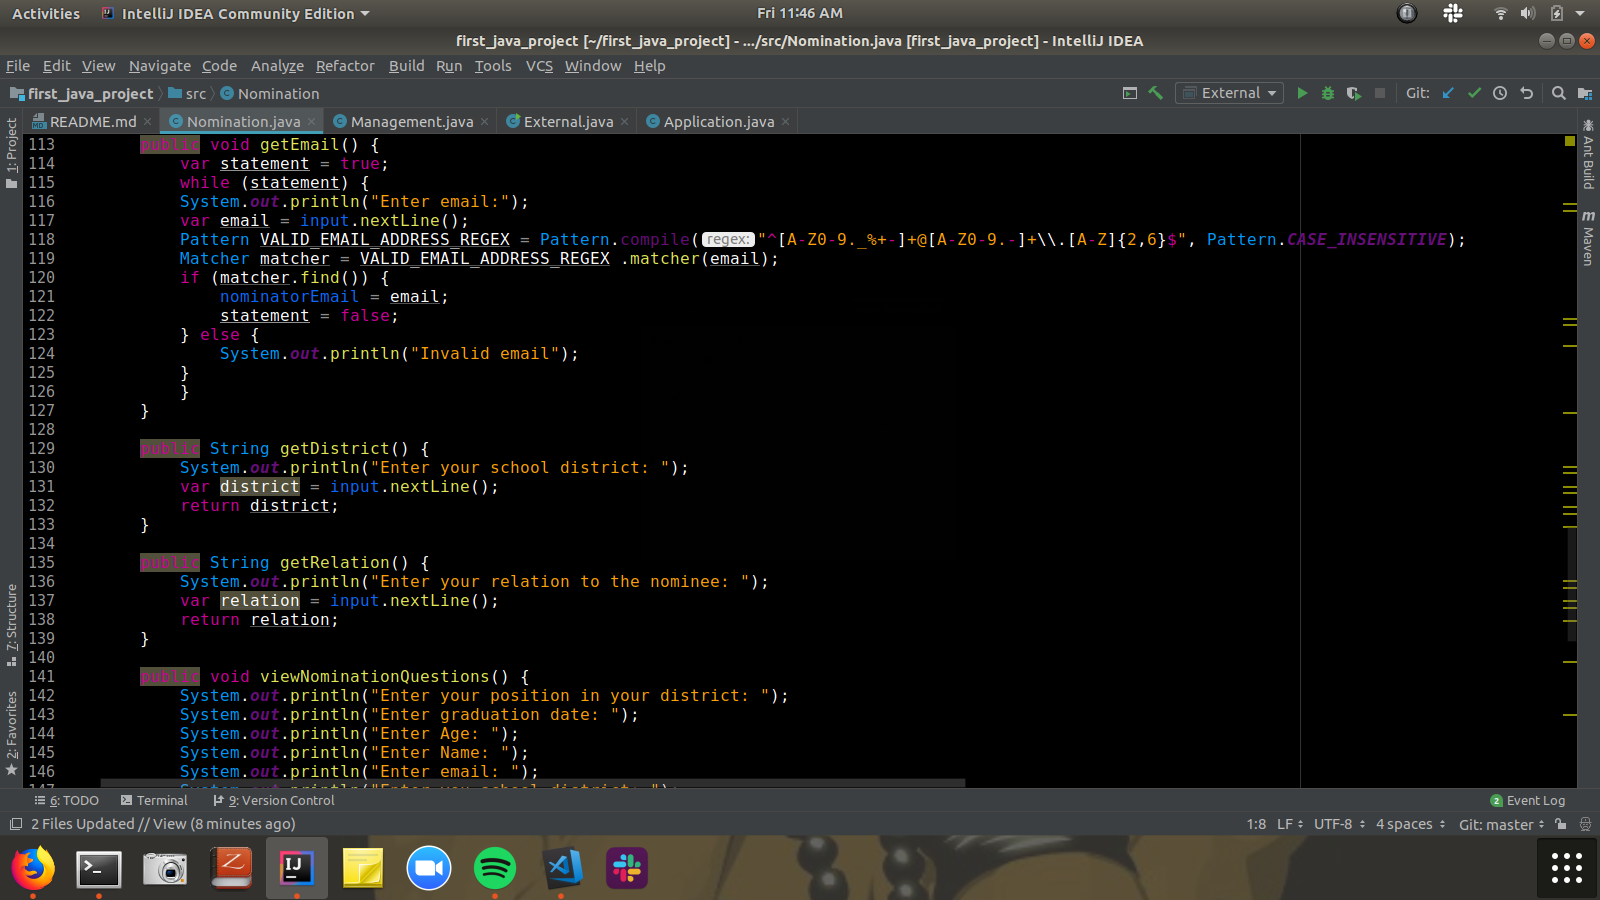 Activities IntelliJ IDEA Community Edition Fri 11:46 AM
first_java_project [~/first_java_project] - .../src/Nomination.java [first_java_project] - IntelliJ IDEA
File Edit View Navigate Code Analyze Refactor Build Run Tools VCS Window Help
first_java_project src Nomination External Git:
README.md Nomination.java Management.java External.java Application.java
1: Project
7: Structure
2: Favorites
Ant Build
Maven
113 public void getEmail() {
114 var statement = true;
115 while (statement) {
116 System.out.println("Enter email:");
117 var email = input.nextLine();
118 Pattern VALID_EMAIL_ADDRESS_REGEX = Pattern.compile( regex: "^[A-Z0-9._%+-]+@[A-Z0-9.-]+\\.[A-Z]{2,6}$", Pattern.CASE_INSENSITIVE);
119 Matcher matcher = VALID_EMAIL_ADDRESS_REGEX .matcher(email);
120 if (matcher.find()) {
121 nominatorEmail = email;
122 statement = false;
123 } else {
124 System.out.println("Invalid email");
125 }
126 }
127 }
128
129 public String getDistrict() {
130 System.out.println("Enter your school district: ");
131 var district = input.nextLine();
132 return district;
133 }
134
135 public String getRelation() {
136 System.out.println("Enter your relation to the nominee: ");
137 var relation = input.nextLine();
138 return relation;
139 }
140
141 public void viewNominationQuestions() {
142 System.out.println("Enter your position in your district: ");
143 System.out.println("Enter graduation date: ");
144 System.out.println("Enter Age: ");
145 System.out.println("Enter Name: ");
146 System.out.println("Enter email: ");
6: TODO Terminal 9: Version Control 2 Event Log
2 Files Updated // View (8 minutes ago) 1:8 LF UTF-8 4 spaces Git: master